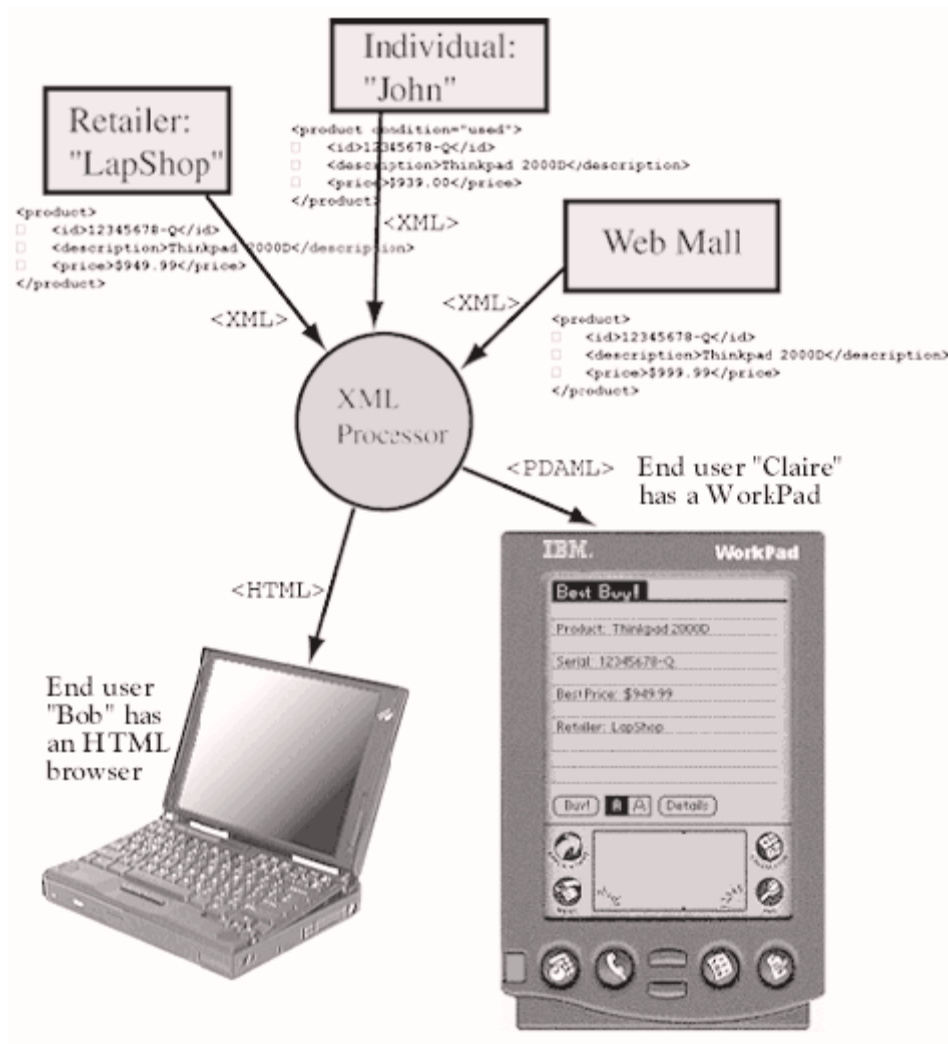 Individual:
"John"
Retailer:
"LapShop"
<product condition="used">
<id>12345678-Q</id>
<description>Thinkpad 2000D</description>
<price>$939.00</price>
</product>
<XML>
<product>
<id>12345678-Q</id>
<description>Thinkpad 2000D</description>
<price>$949.99</price>
</product>
<XML>
Web Mall
<XML>
<product>
<id>12345678-Q</id>
<description>Thinkpad 2000D</description>
<price>$999.99</price>
</product>
XML
Processor
<PDAML>
End user "Claire"
has a WorkPad
<HTML>
End user
"Bob" has
an HTML
browser
IBM.
WorkPad
Best Buy!
Product: Thinkpad 2000D
Serial: 12345678-Q
Best Price: $949.99
Retailer: LapShop
Buy!
Details